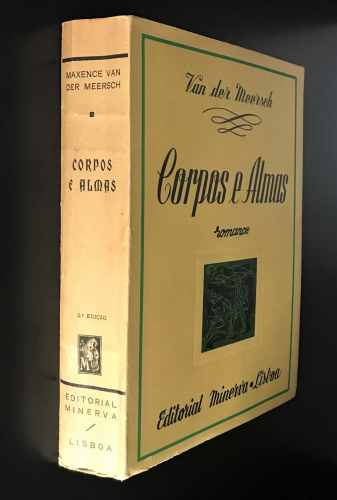 MAXENCE VAN
DER MEERSCH
CORPOS
E ALMAS
2.ª EDIÇÃO
M
EDITORIAL
MINERVA
/
LISBOA
Van der Meersch
Corpos e Almas
romance
Editorial Minerva • Lisboa